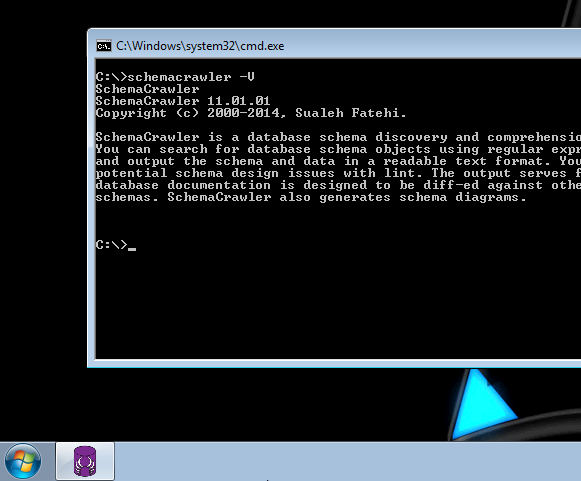 C:\Windows\system32\cmd.exe
C:\>schemacrawler -V
SchemaCrawler
SchemaCrawler 11.01.01
Copyright (c) 2000-2014, Sualeh Fatehi.
SchemaCrawler is a database schema discovery and comprehensio
You can search for database schema objects using regular expr
and output the schema and data in a readable text format. You
potential schema design issues with lint. The output serves f
database documentation is designed to be diff-ed against othe
schemas. SchemaCrawler also generates schema diagrams.
C:\>_